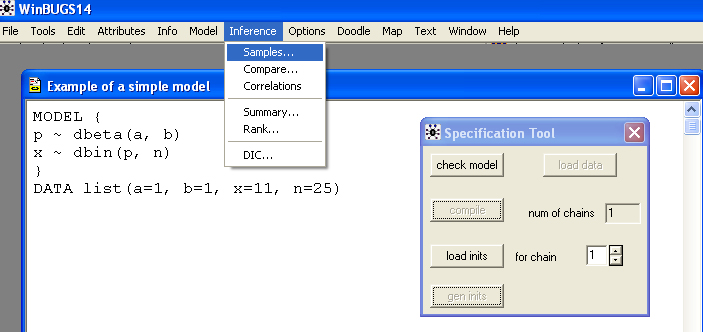 WinBUGS14
File Tools Edit Attributes Info Model Inference Options Doodle Map Text Window Help
Samples...
Compare...
Correlations
Summary...
Rank...
DIC...
Example of a simple model
MODEL {
p ~ dbeta(a, b)
x ~ dbin(p, n)
}
DATA list(a=1, b=1, x=11, n=25)
Specification Tool
check model load data
compile num of chains 1
load inits for chain 1
gen inits